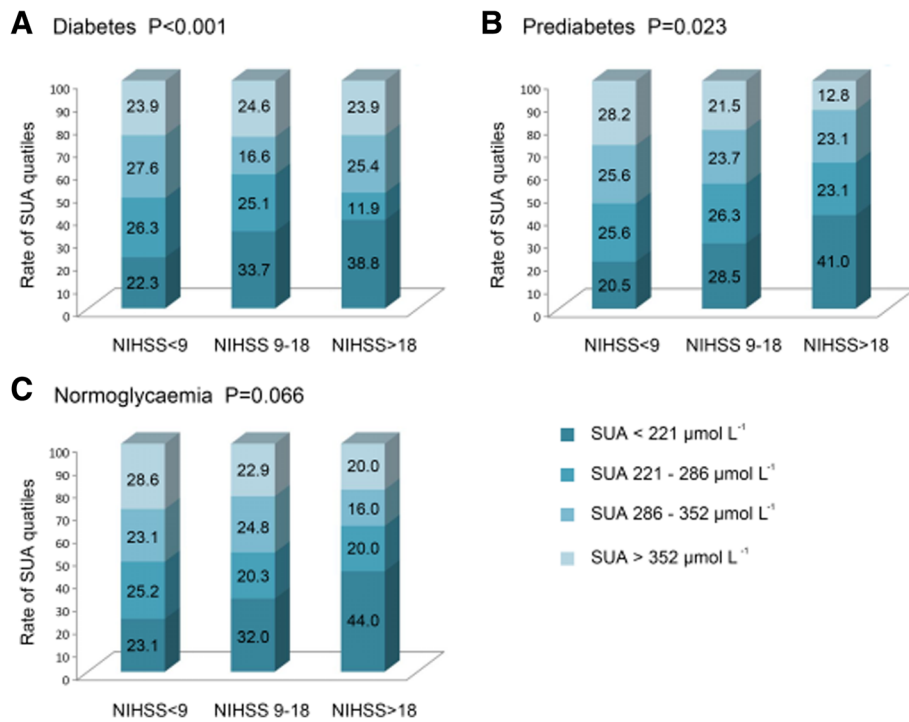 A Diabetes P<0.001
Rate of SUA quatiles
100
90
80
70
60
50
40
30
20
10
0
23.9 24.6 23.9
27.6 16.6 25.4
26.3 25.1 11.9
22.3 33.7 38.8
NIHSS<9 NIHSS 9-18 NIHSS>18
B Prediabetes P=0.023
Rate of SUA quatiles
100
90
80
70
60
50
40
30
20
10
0
28.2 21.5 12.8
25.6 23.7 23.1
25.6 26.3 23.1
20.5 28.5 41.0
NIHSS<9 NIHSS 9-18 NIHSS>18
C Normoglycaemia P=0.066
Rate of SUA quatiles
100
90
80
70
60
50
40
30
20
10
0
28.6 22.9 20.0
23.1 24.8 16.0
25.2 20.3 20.0
23.1 32.0 44.0
NIHSS<9 NIHSS 9-18 NIHSS>18
SUA < 221 µmol L⁻¹
SUA 221 - 286 µmol L⁻¹
SUA 286 - 352 µmol L⁻¹
SUA > 352 µmol L⁻¹